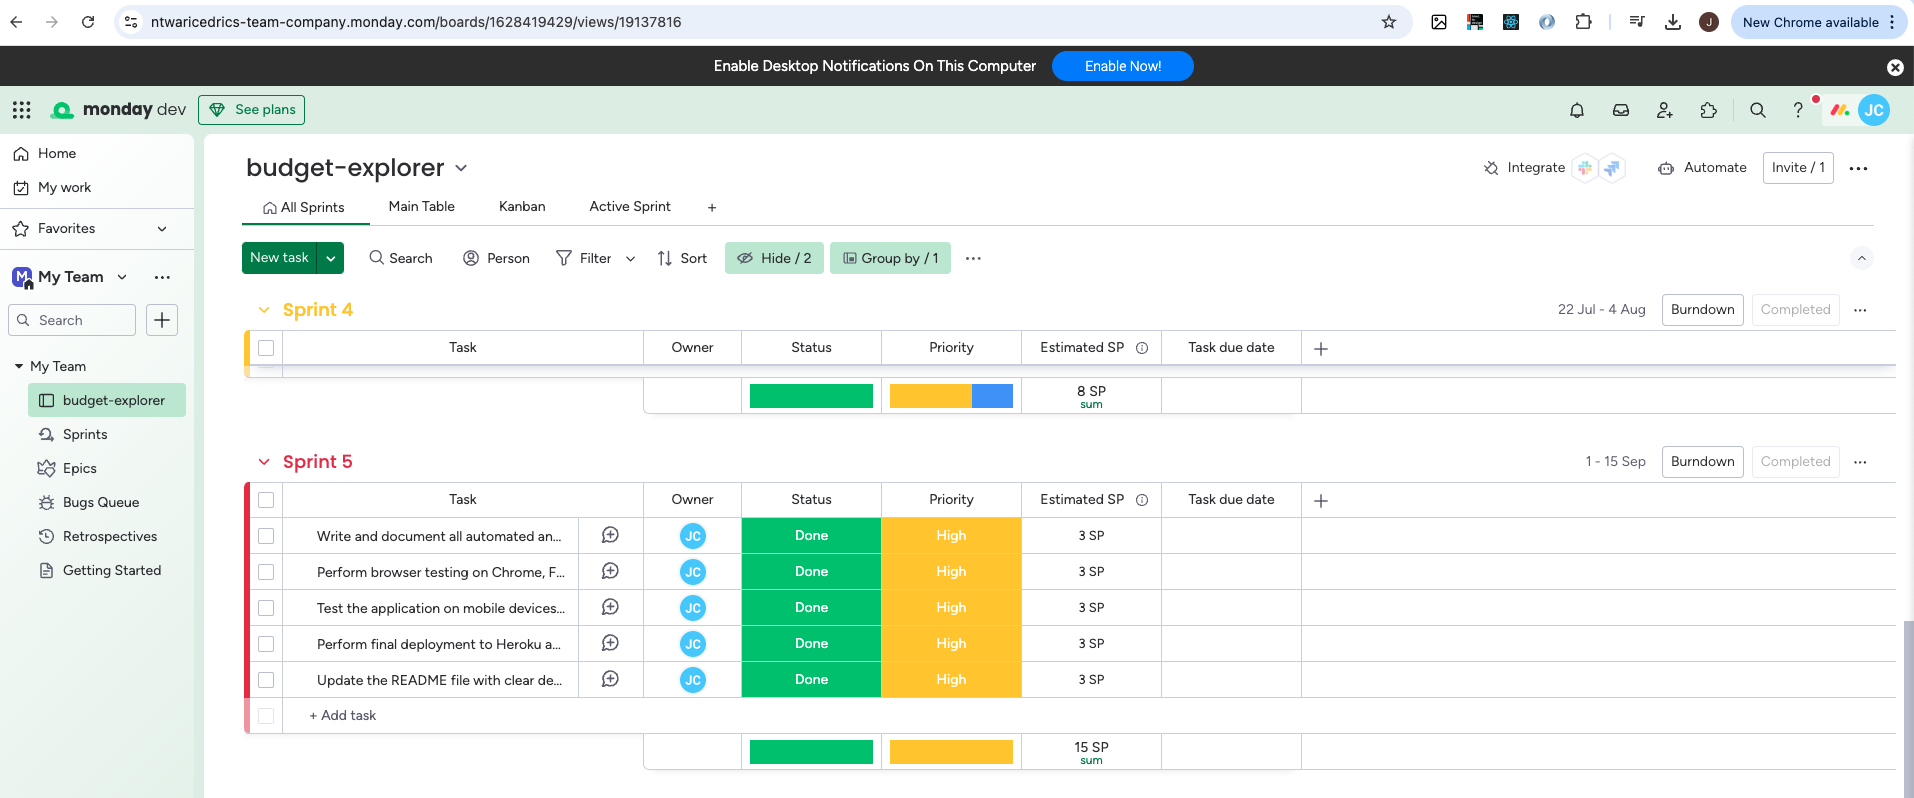 ntwaricedrics-team-company.monday.com/boards/1628419429/views/19137816
J
New Chrome available
Enable Desktop Notifications On This Computer
Enable Now!
monday dev
See plans
?
JC
Home
My work
Favorites
M
My Team
Search
My Team
budget-explorer
Sprints
Epics
Bugs Queue
Retrospectives
Getting Started
budget-explorer
Integrate
Automate
Invite / 1
All Sprints
Main Table
Kanban
Active Sprint
+
New task
Search
Person
Filter
Sort
Hide / 2
Group by / 1
Sprint 4
22 Jul - 4 Aug
Burndown
Completed
Task
Owner
Status
Priority
Estimated SP
Task due date
8 SP
sum
Sprint 5
1 - 15 Sep
Burndown
Completed
Task
Owner
Status
Priority
Estimated SP
Task due date
Write and document all automated an...
JC
Done
High
3 SP
Perform browser testing on Chrome, F...
JC
Done
High
3 SP
Test the application on mobile devices...
JC
Done
High
3 SP
Perform final deployment to Heroku a...
JC
Done
High
3 SP
Update the README file with clear de...
JC
Done
High
3 SP
+ Add task
15 SP
sum